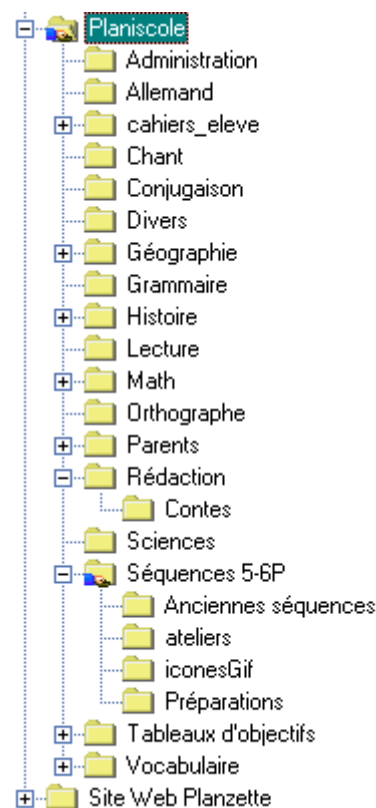 Planiscole
Administration
Allemand
cahiers_eleve
Chant
Conjugaison
Divers
Géographie
Grammaire
Histoire
Lecture
Math
Orthographe
Parents
Rédaction
Contes
Sciences
Séquences 5-6P
Anciennes séquences
ateliers
iconesGif
Préparations
Tableaux d'objectifs
Vocabulaire
Site Web Planzette